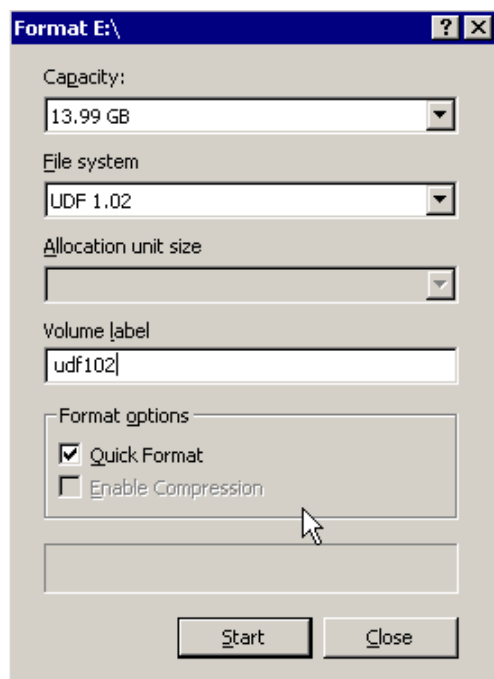 Format E:\
Capacity:
13.99 GB
File system
UDF 1.02
Allocation unit size
Volume label
udf102
Format options
Quick Format
Enable Compression
Start
Close